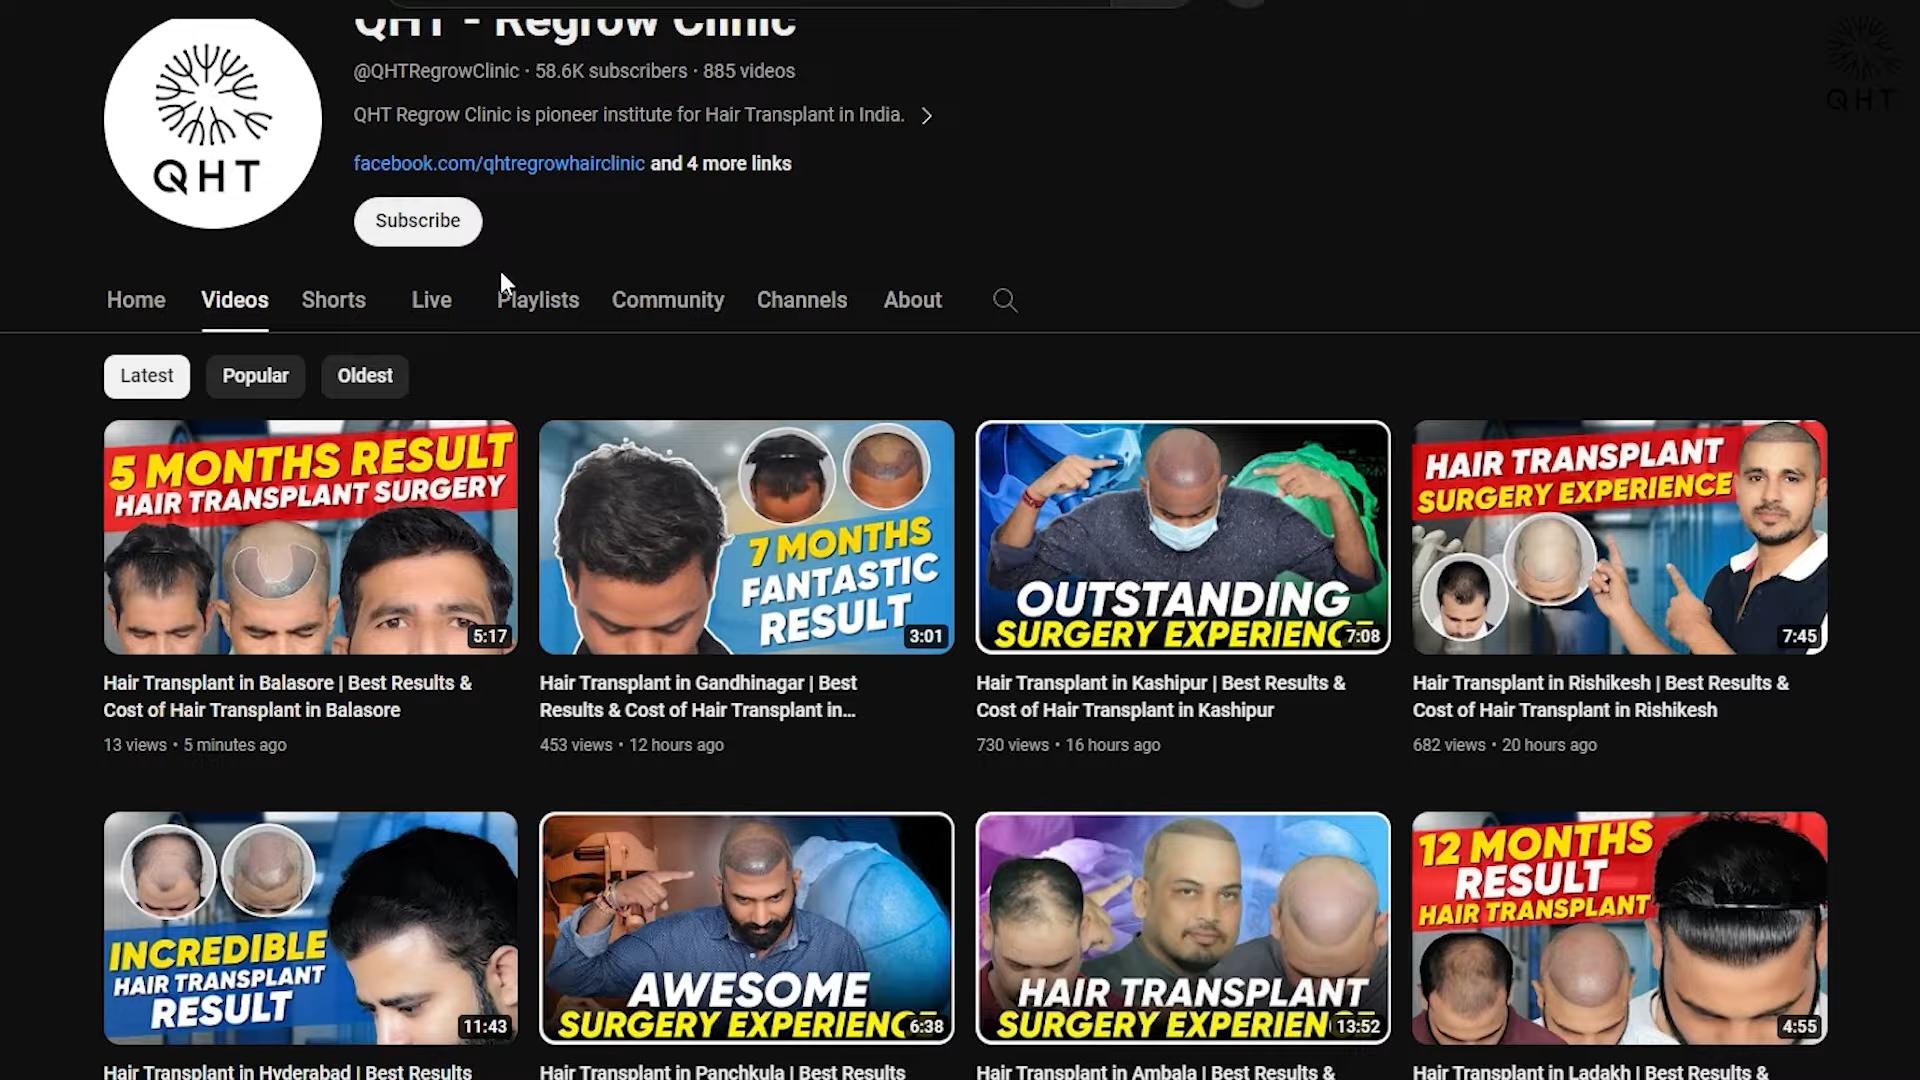 QHT - Regrow Clinic
QHT
@QHTRegrowClinic · 58.6K subscribers · 885 videos
QHT Regrow Clinic is pioneer institute for Hair Transplant in India.
facebook.com/qhtregrowhairclinic and 4 more links
QHT
Subscribe
Home Videos Shorts Live Playlists Community Channels About
Latest Popular Oldest
5 MONTHS RESULT
HAIR TRANSPLANT SURGERY
5:17
7 MONTHS
FANTASTIC
RESULT
3:01
OUTSTANDING
SURGERY EXPERIENC
7:08
HAIR TRANSPLANT
SURGERY EXPERIENCE
7:45
Hair Transplant in Balasore | Best Results &
Cost of Hair Transplant in Balasore
13 views • 5 minutes ago
Hair Transplant in Gandhinagar | Best
Results & Cost of Hair Transplant in...
453 views • 12 hours ago
Hair Transplant in Kashipur | Best Results &
Cost of Hair Transplant in Kashipur
730 views • 16 hours ago
Hair Transplant in Rishikesh | Best Results &
Cost of Hair Transplant in Rishikesh
682 views • 20 hours ago
INCREDIBLE
HAIR TRANSPLANT
RESULT
11:43
AWESOME
SURGERY EXPERIENC
6:38
HAIR TRANSPLANT
SURGERY EXPERIEN
13:52
12 MONTHS
RESULT
HAIR TRANSPLANT
4:55
Hair Transplant in Hyderabad | Best Results
Hair Transplant in Panchkula | Best Results
Hair Transplant in Ambala | Best Results &
Hair Transplant in Ladakh | Best Results &